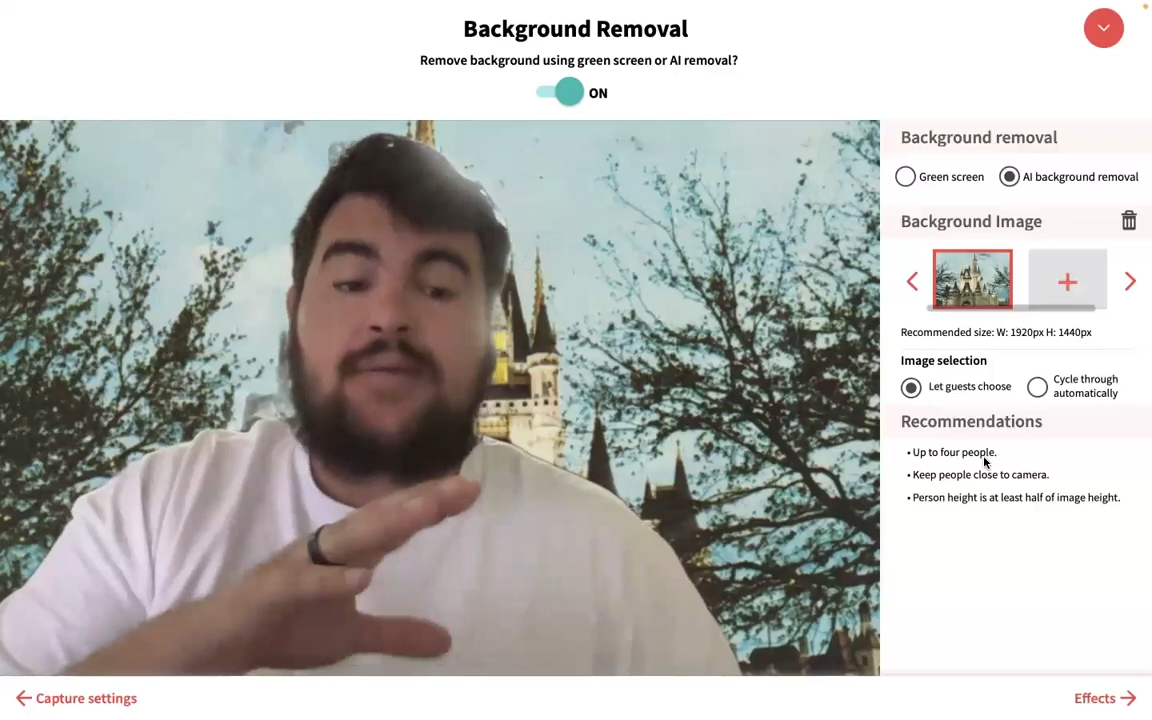 Background Removal
Remove background using green screen or AI removal?
ON
Background removal
Green screen
AI background removal
Background Image
Recommended size: W: 1920px H: 1440px
Image selection
Let guests choose
Cycle through
automatically
Recommendations
• Up to four people.
• Keep people close to camera.
• Person height is at least half of image height.
Capture settings
Effects